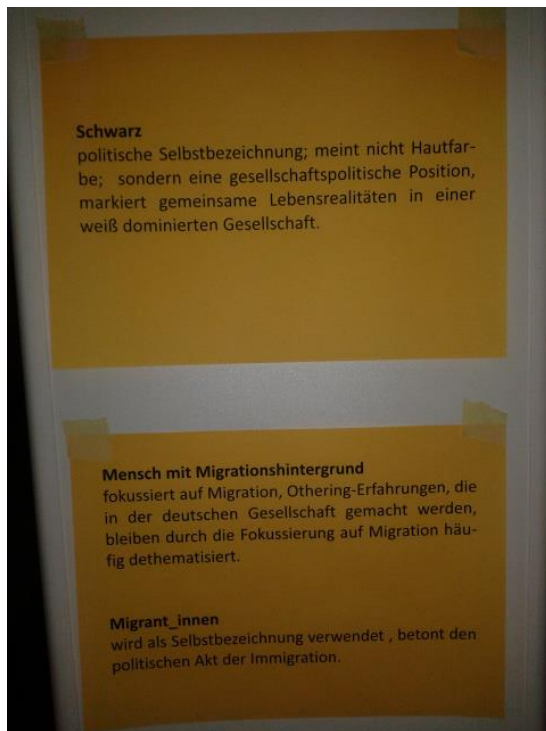 Schwarz
politische Selbstbezeichnung; meint nicht Hautfar-
be; sondern eine gesellschaftspolitische Position,
markiert gemeinsame Lebensrealitäten in einer
weiß dominierten Gesellschaft.
Mensch mit Migrationshintergrund
fokussiert auf Migration, Othering-Erfahrungen, die
in der deutschen Gesellschaft gemacht werden,
bleiben durch die Fokussierung auf Migration häu-
fig dethematisiert.
Migrant_innen
wird als Selbstbezeichnung verwendet , betont den
politischen Akt der Immigration.